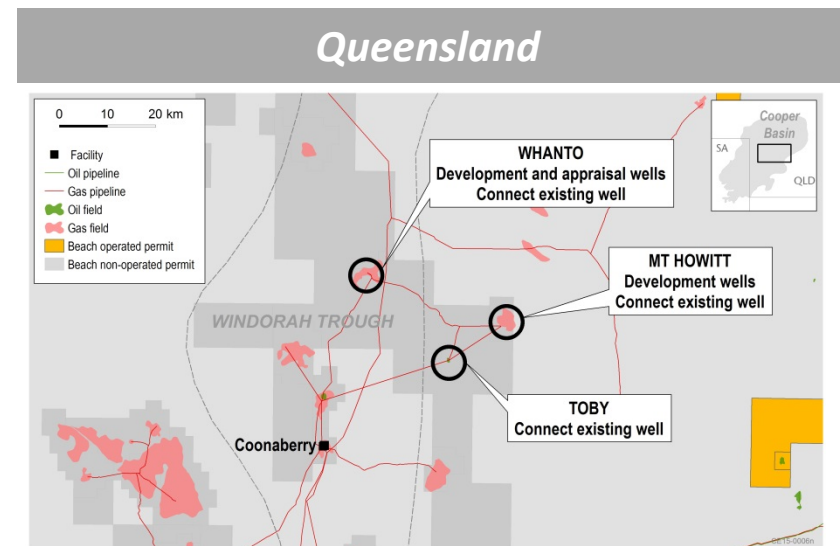 Queensland
0 10 20 km
Facility
Oil pipeline
Gas pipeline
Oil field
Gas field
Beach operated permit
Beach non-operated permit
WHANTO
Development and appraisal wells
Connect existing well
Cooper
Basin
SA
QLD
MT HOWITT
Development wells
Connect existing well
WINDORAH TROUGH
TOBY
Connect existing well
Coonaberry
CE15-0006n